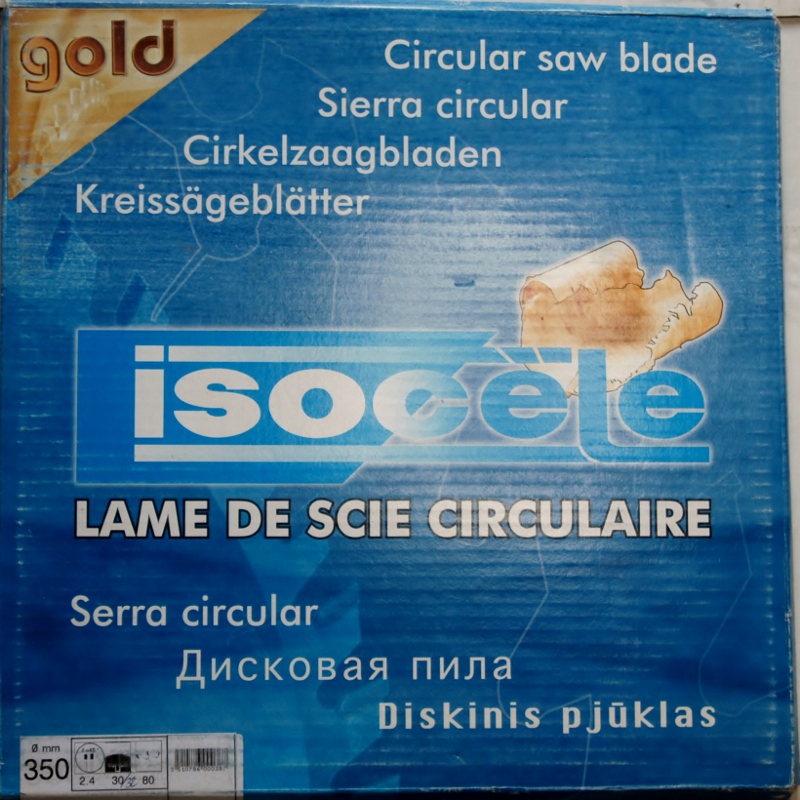 gold
Circular saw blade
Sierra circular
Cirkelzaagbladen
Kreissägeblätter
isocèle
LAME DE SCIE CIRCULAIRE
Serra circular
Дисковая пила
Diskinis pjūklas
Ø mm
350
2.4 30 80